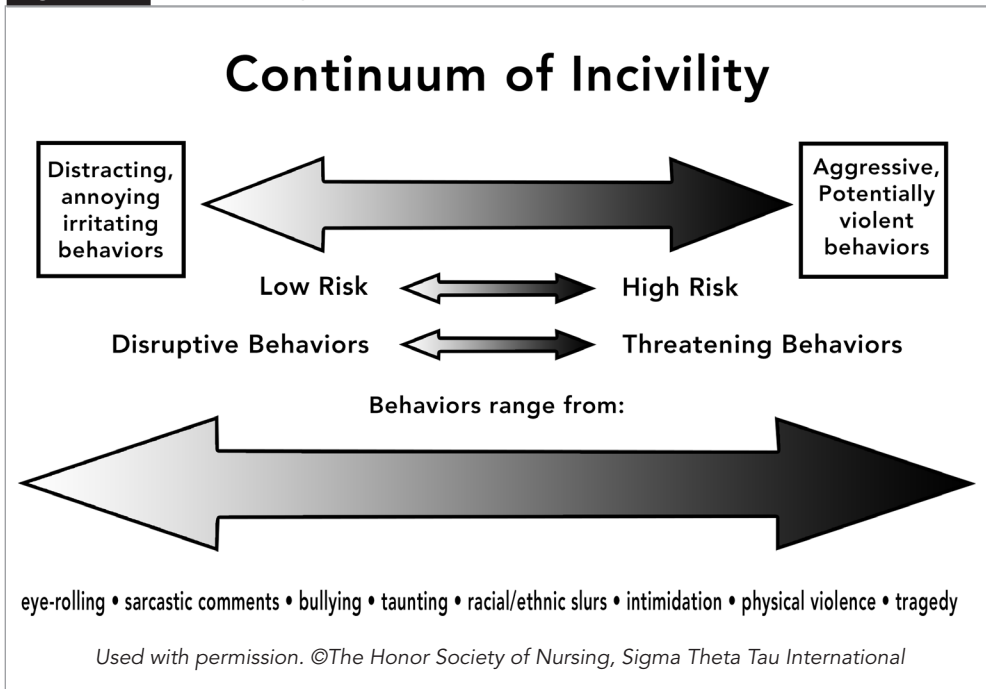 Continuum of Incivility
Distracting,
annoying
irritating
behaviors
Aggressive,
Potentially
violent
behaviors
Low Risk High Risk
Disruptive Behaviors Threatening Behaviors
Behaviors range from:
eye-rolling • sarcastic comments • bullying • taunting • racial/ethnic slurs • intimidation • physical violence • tragedy
Used with permission. ©The Honor Society of Nursing, Sigma Theta Tau International